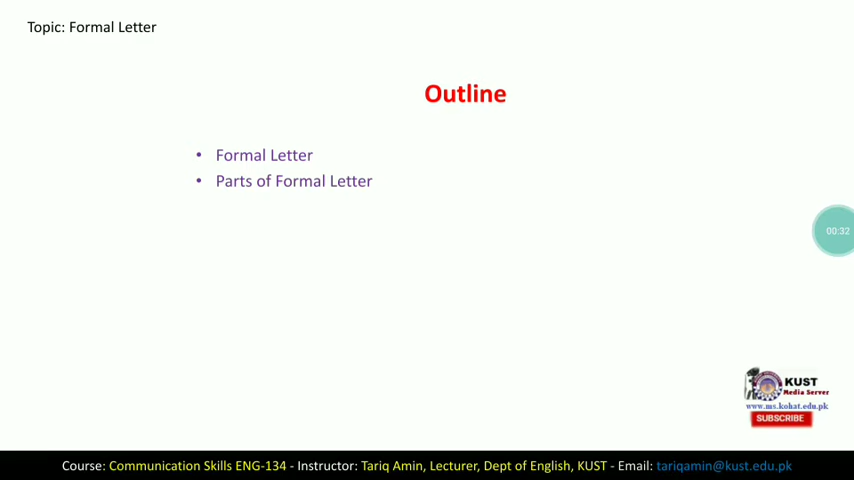 Topic: Formal Letter
Outline
• Formal Letter
• Parts of Formal Letter
00:32
KUST
Media Server
www.ms.kohat.edu.pk
SUBSCRIBE
Course: Communication Skills ENG-134 - Instructor: Tariq Amin, Lecturer, Dept of English, KUST - Email: tariqamin@kust.edu.pk